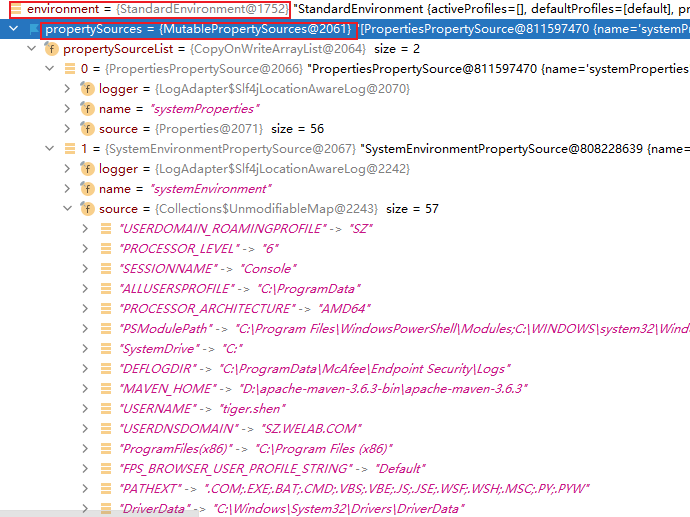 environment = {StandardEnvironment@1752} "StandardEnvironment {activeProfiles=[], defaultProfiles=[default], pr
propertySources = {MutablePropertySources@2061} "[PropertiesPropertySource@811597470 {name='systemP
f propertySourceList = {CopyOnWriteArrayList@2064} size = 2
0 = {PropertiesPropertySource@2066} "PropertiesPropertySource@811597470 {name='systemProperties
f logger = {LogAdapter$Slf4jLocationAwareLog@2070}
f name = "systemProperties"
f source = {Properties@2071} size = 56
1 = {SystemEnvironmentPropertySource@2067} "SystemEnvironmentPropertySource@808228639 {name=
f logger = {LogAdapter$Slf4jLocationAwareLog@2242}
f name = "systemEnvironment"
f source = {Collections$UnmodifiableMap@2243} size = 57
"USERDOMAIN_ROAMINGPROFILE" -> "SZ"
"PROCESSOR_LEVEL" -> "6"
"SESSIONNAME" -> "Console"
"ALLUSERSPROFILE" -> "C:\ProgramData"
"PROCESSOR_ARCHITECTURE" -> "AMD64"
"PSModulePath" -> "C:\Program Files\WindowsPowerShell\Modules;C:\WINDOWS\system32\Wind
"SystemDrive" -> "C:"
"DEFLOGDIR" -> "C:\ProgramData\McAfee\Endpoint Security\Logs"
"MAVEN_HOME" -> "D:\apache-maven-3.6.3-bin\apache-maven-3.6.3"
"USERNAME" -> "tiger.shen"
"USERDNSDOMAIN" -> "SZ.WELAB.COM"
"ProgramFiles(x86)" -> "C:\Program Files (x86)"
"FPS_BROWSER_USER_PROFILE_STRING" -> "Default"
"PATHEXT" -> ".COM;.EXE;.BAT;.CMD;.VBS;.VBE;.JS;.JSE;.WSF;.WSH;.MSC;.PY;.PYW"
"DriverData" -> "C:\Windows\System32\Drivers\DriverData"